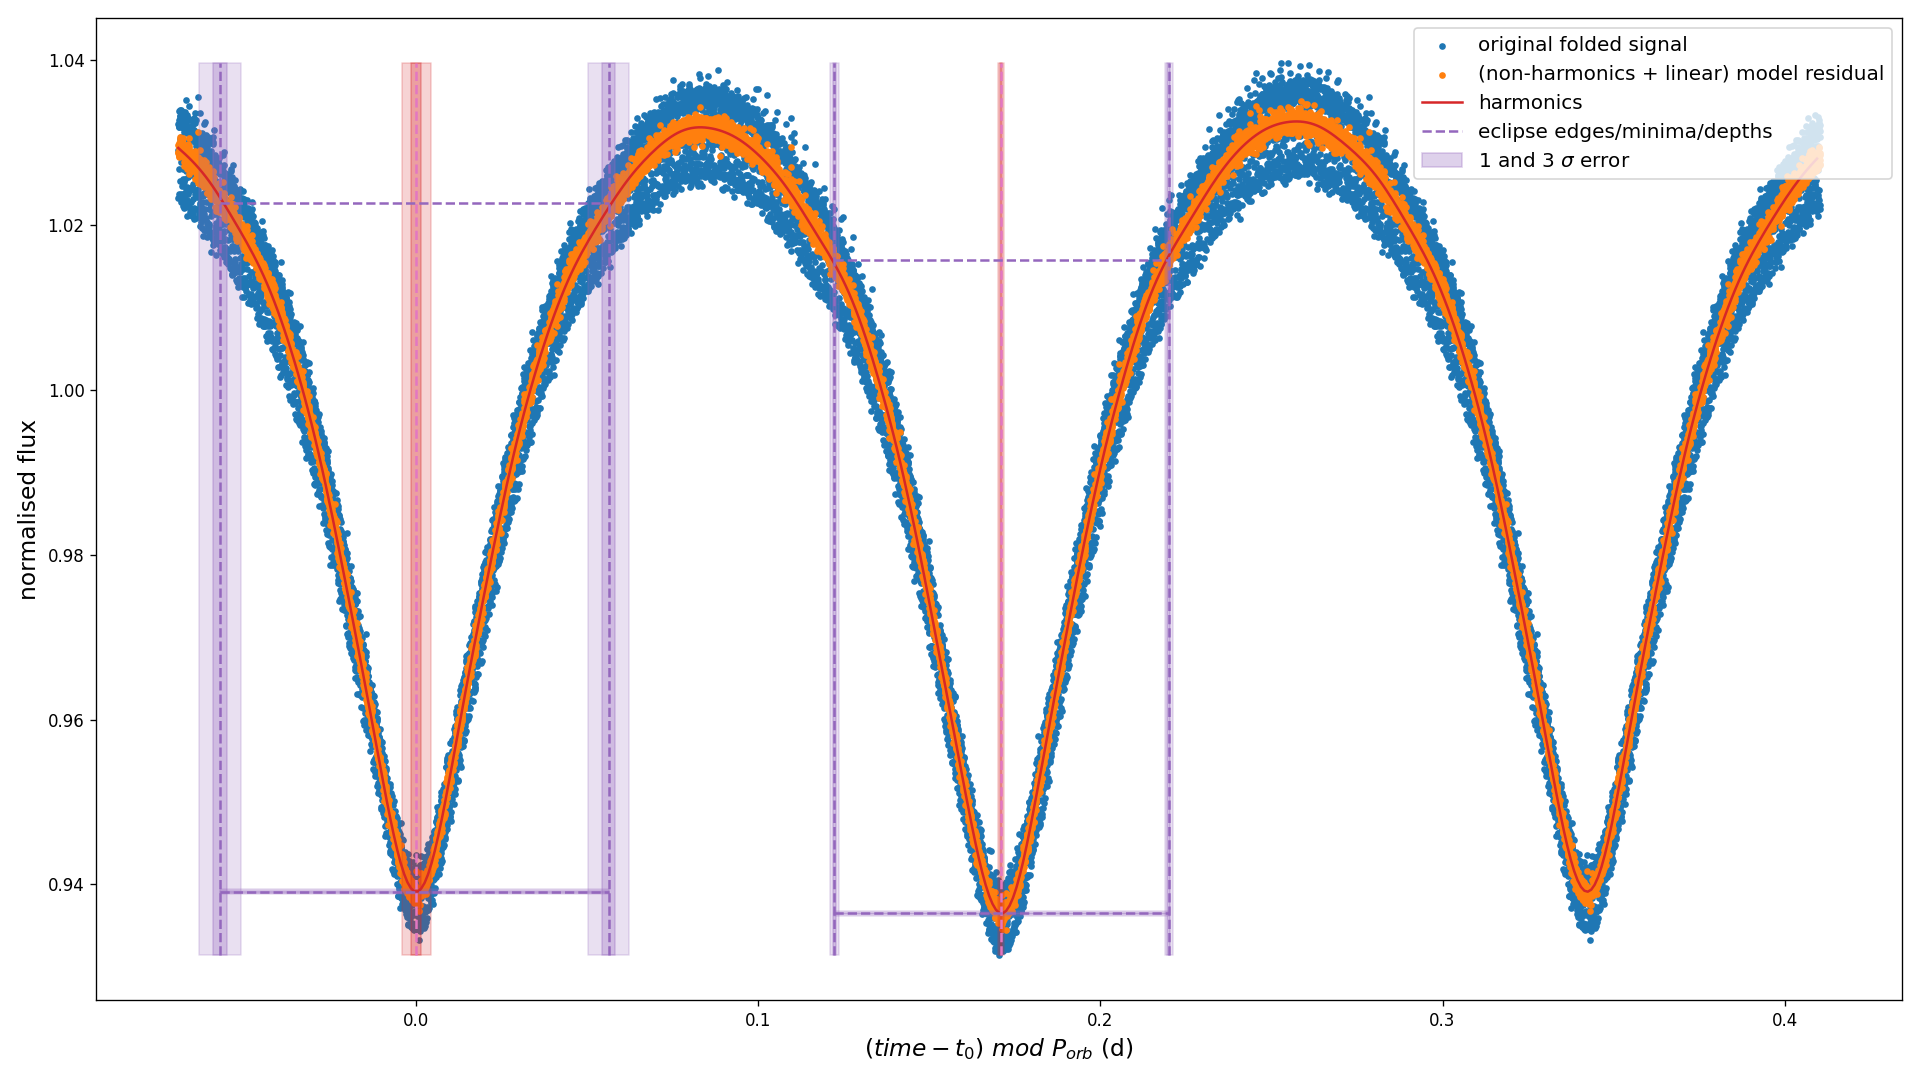 original folded signal
(non-harmonics + linear) model residual
harmonics
eclipse edges/minima/depths
1 and 3 σ error
normalised flux
1.04
1.02
1.00
0.98
0.96
0.94
0.0 0.1 0.2 0.3 0.4
(time − t₀) mod Pₒᵣb (d)